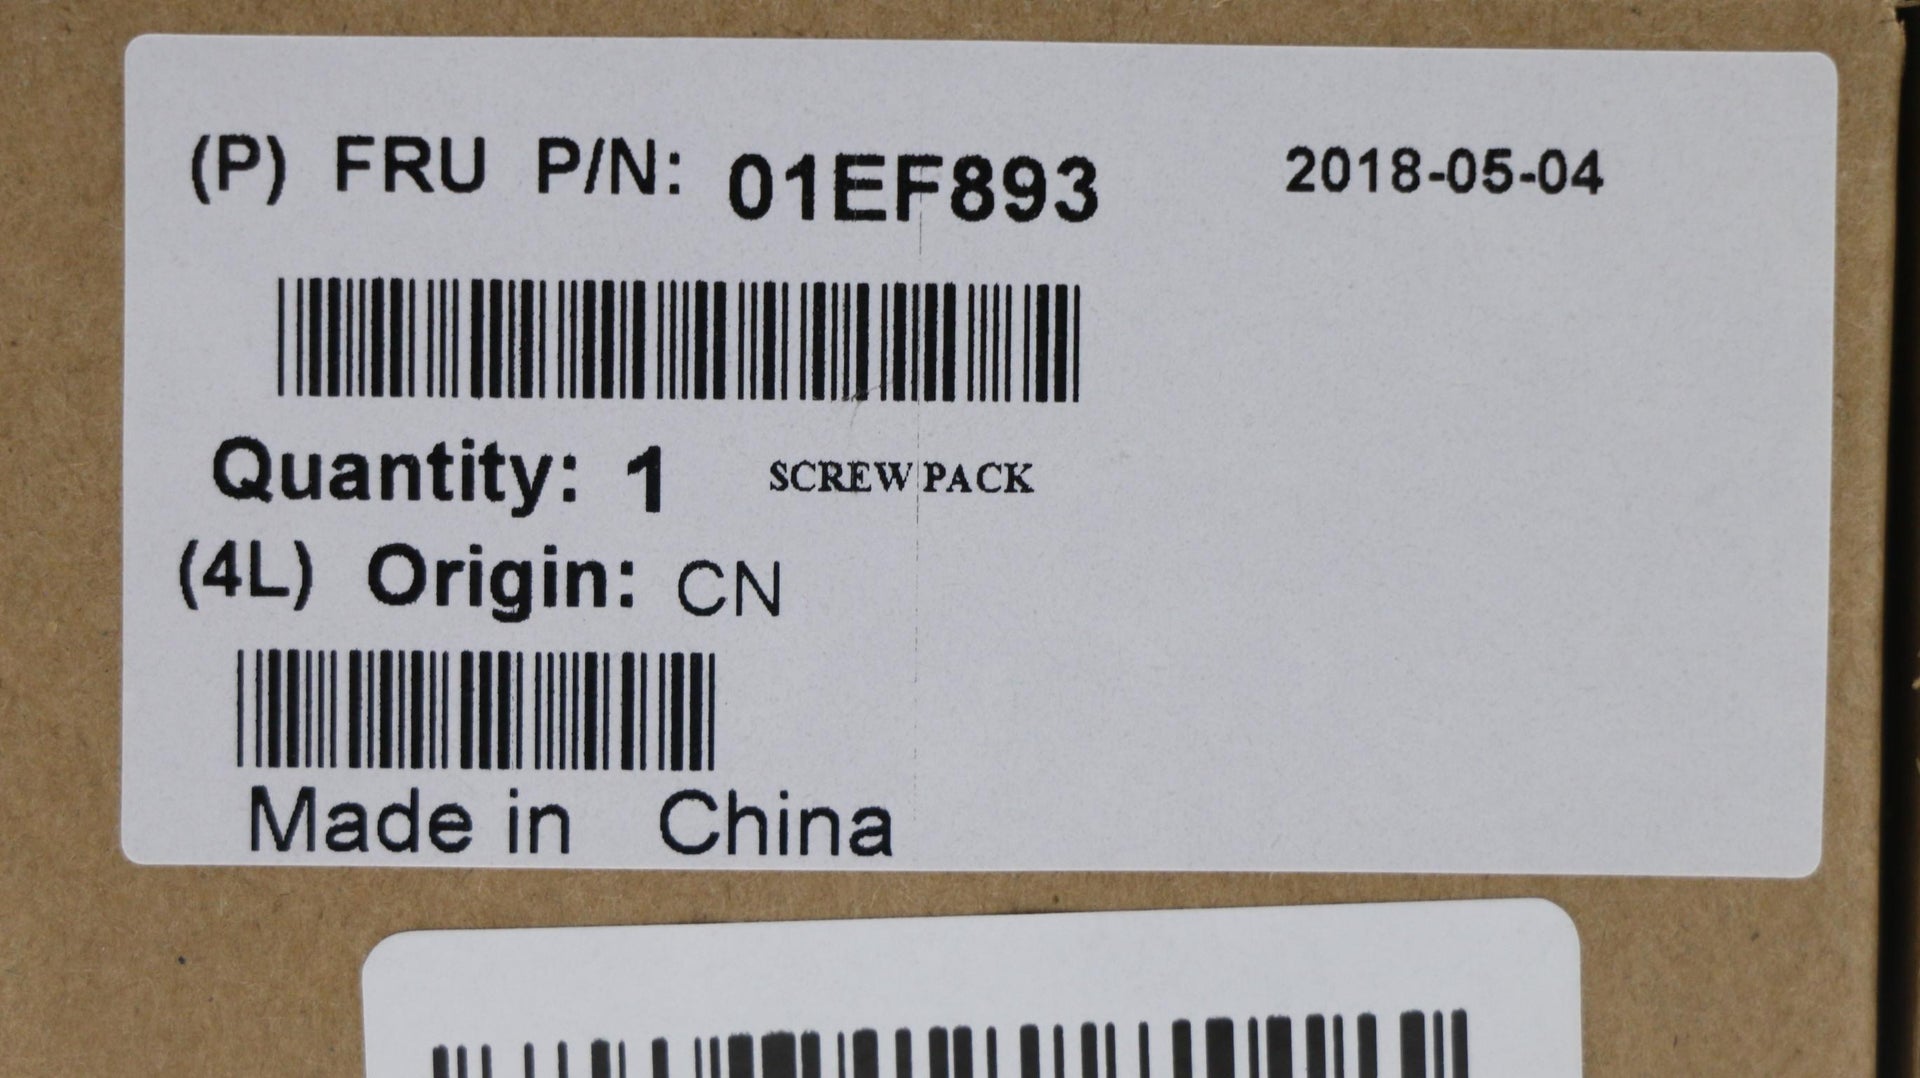 (P) FRU P/N: 01EF893 2018-05-04
Quantity: 1 SCREW PACK
(4L) Origin: CN
Made in China